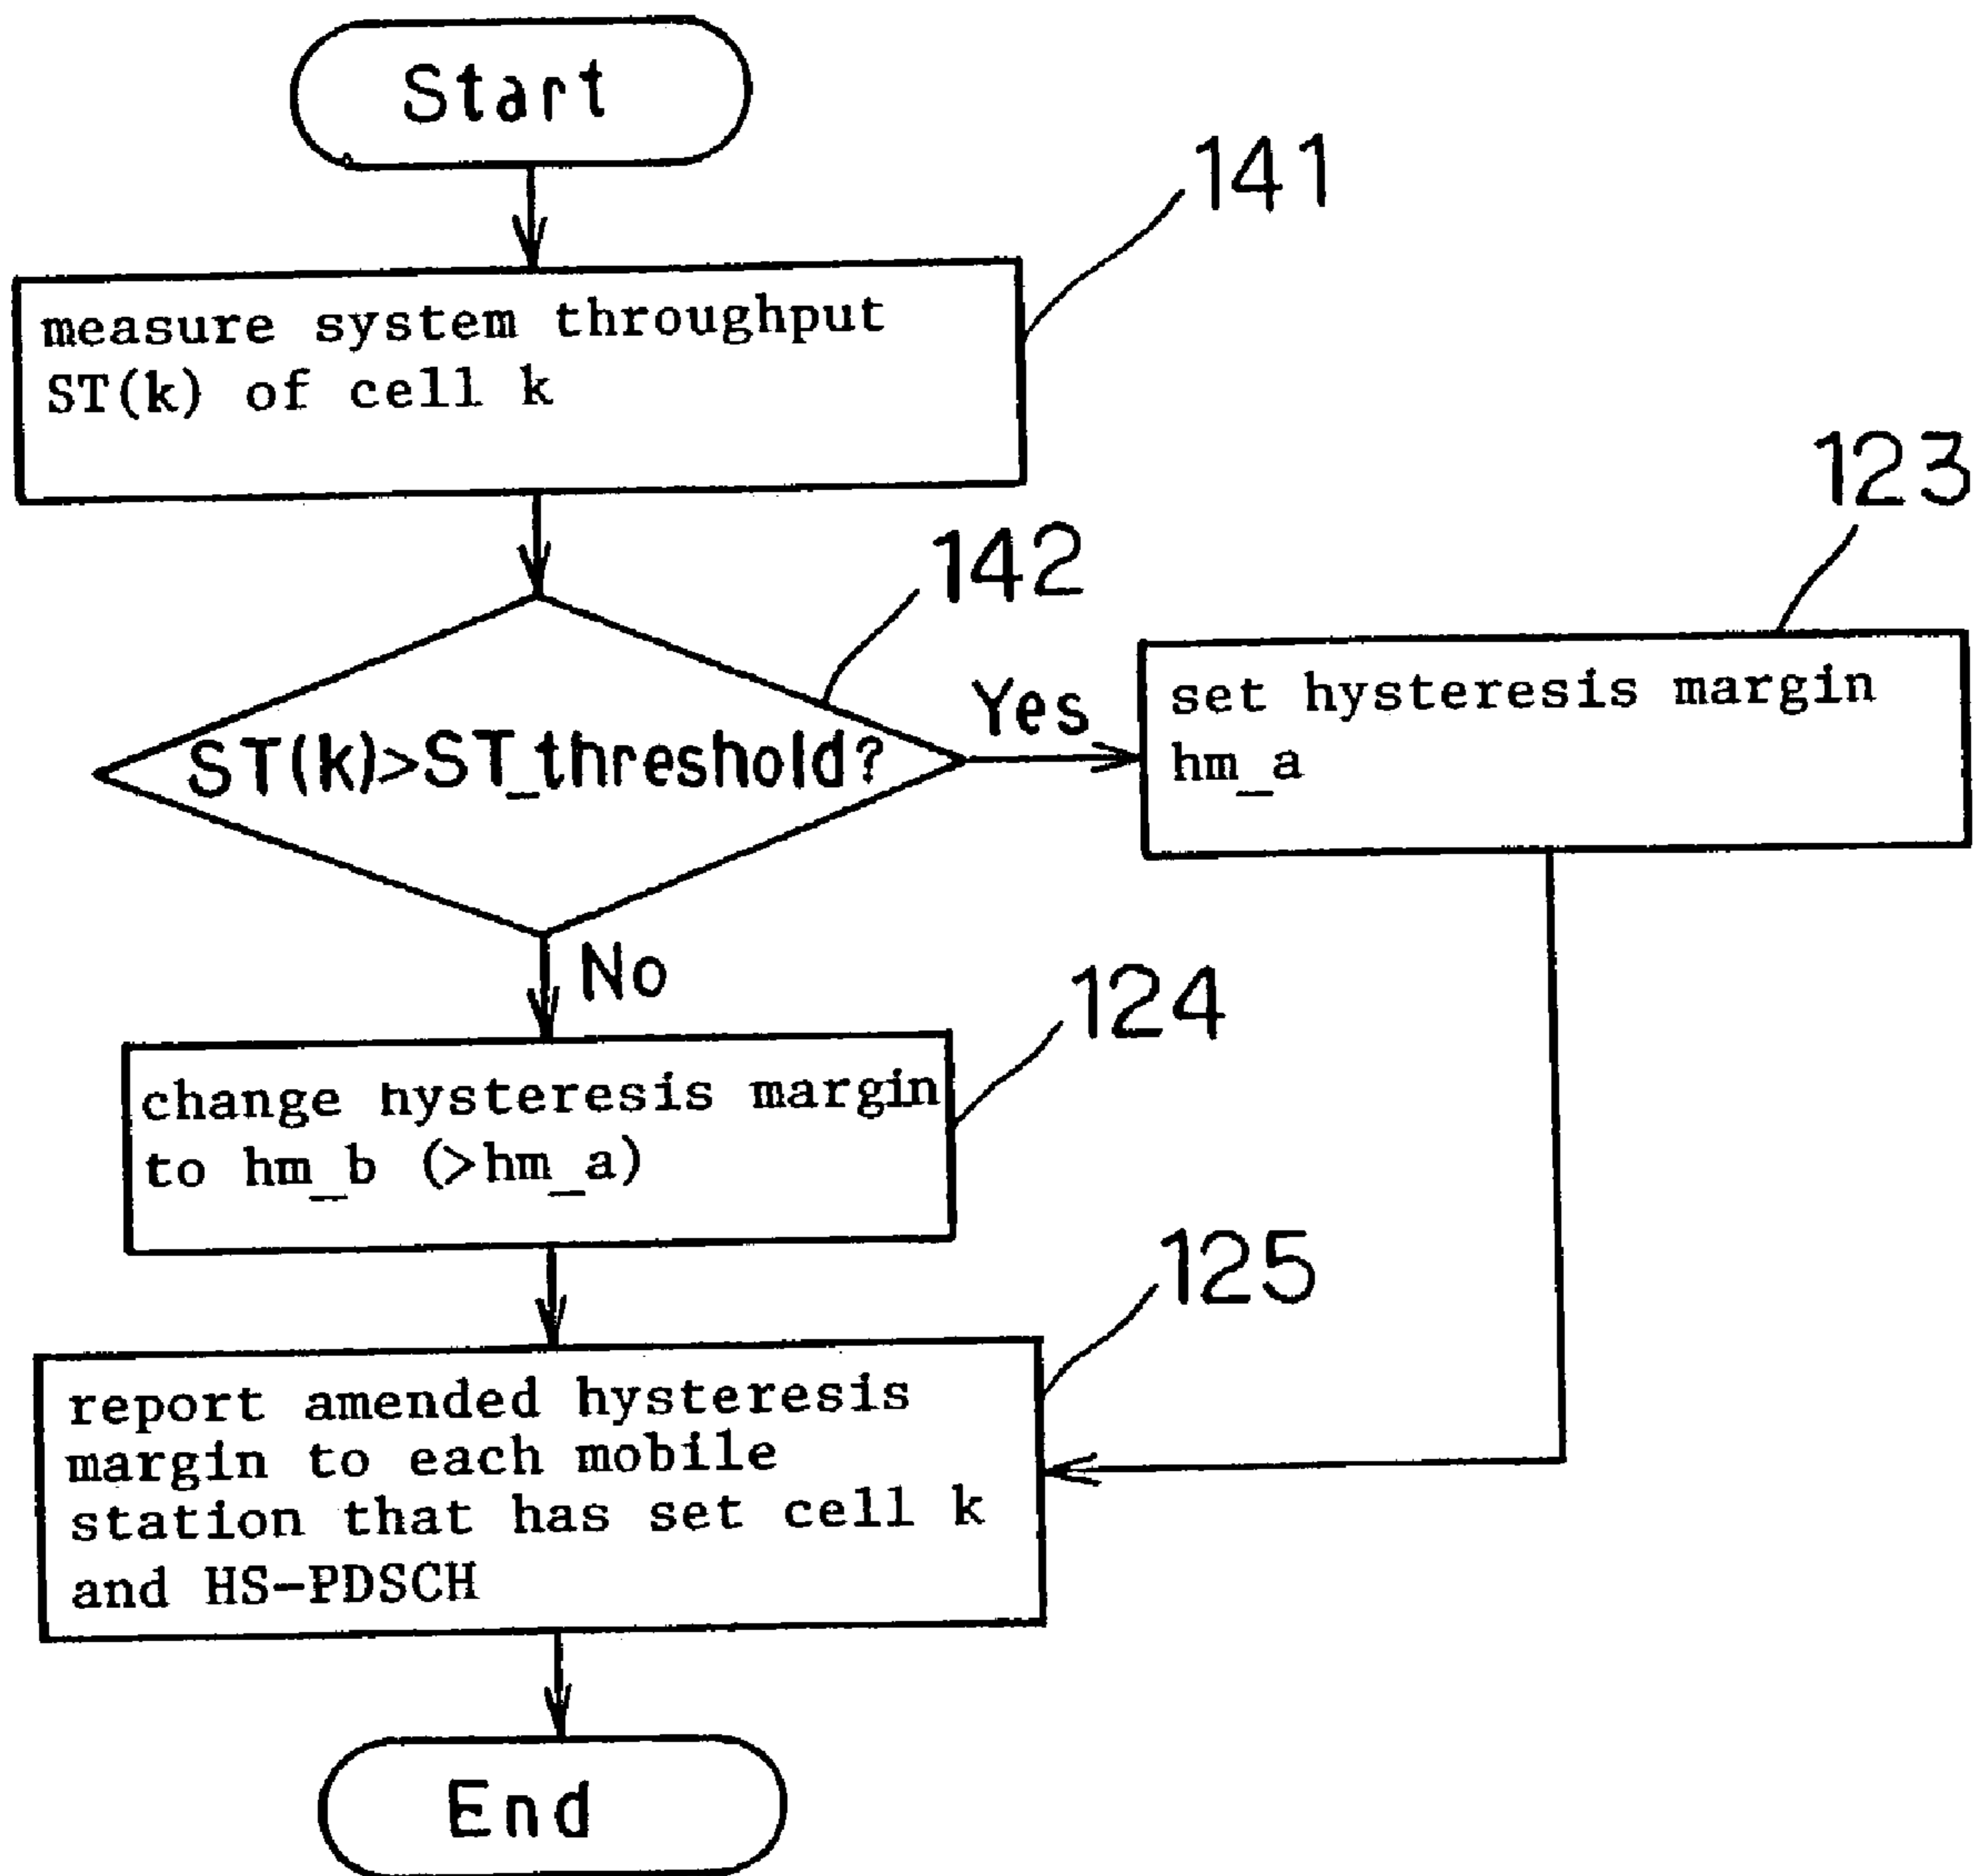 Start
141
measure system throughput
ST(k) of cell k
142
ST(k)>ST_threshold?
Yes
123
set hysteresis margin
hm_a
No
124
change hysteresis margin
to hm_b (>hm_a)
125
report amended hysteresis
margin to each mobile
station that has set cell k
and HS-PDSCH
End